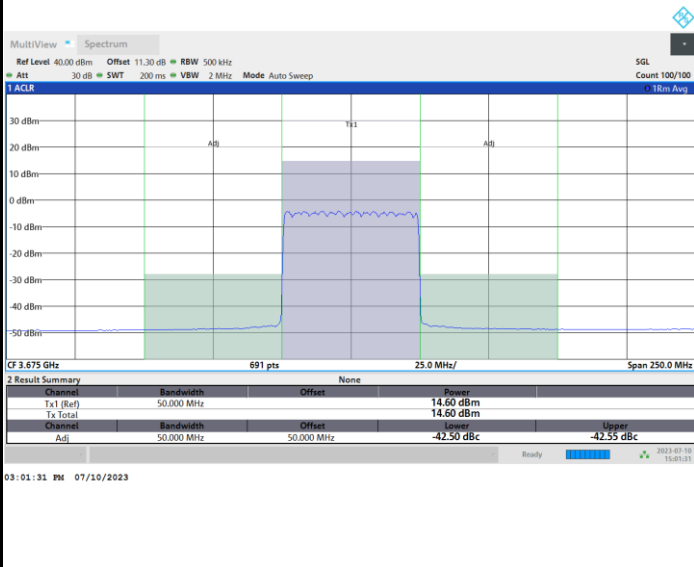 MultiView Spectrum
Ref Level 40.00 dBm Offset 11.30 dB RBW 500 kHz SGL
Att 30 dB SWT 200 ms VBW 2 MHz Mode Auto Sweep Count 100/100
1 ACLR 1Rm Avg
Tx1
30 dBm
Adj Adj
20 dBm
10 dBm
0 dBm
-10 dBm
-20 dBm
-30 dBm
-40 dBm
-50 dBm
CF 3.675 GHz 691 pts 25.0 MHz/ Span 250.0 MHz
2 Result Summary None
Channel Bandwidth Offset Power
Tx1 (Ref) 50.000 MHz 14.60 dBm
Tx Total 14.60 dBm
Channel Bandwidth Offset Lower Upper
Adj 50.000 MHz 50.000 MHz -42.50 dBc -42.55 dBc
Ready 2023-07-10
15:01:31
03:01:31 PM 07/10/2023